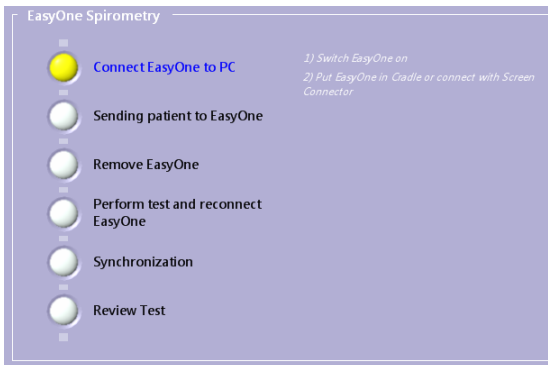 EasyOne Spirometry
Connect EasyOne to PC
1) Switch EasyOne on
2) Put EasyOne in Cradle or connect with Screen
Connector
Sending patient to EasyOne
Remove EasyOne
Perform test and reconnect
EasyOne
Synchronization
Review Test